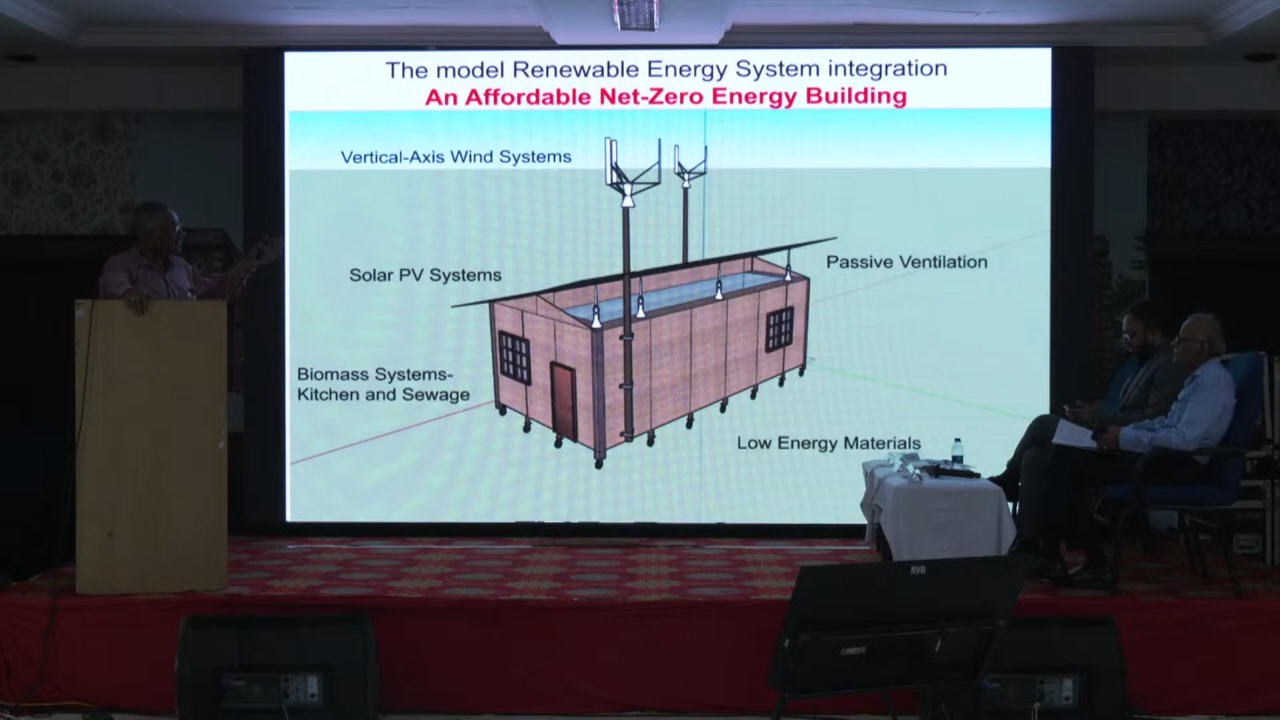 The model Renewable Energy System integration
An Affordable Net-Zero Energy Building
Vertical-Axis Wind Systems
Solar PV Systems
Passive Ventilation
Biomass Systems-
Kitchen and Sewage
Low Energy Materials
RVR